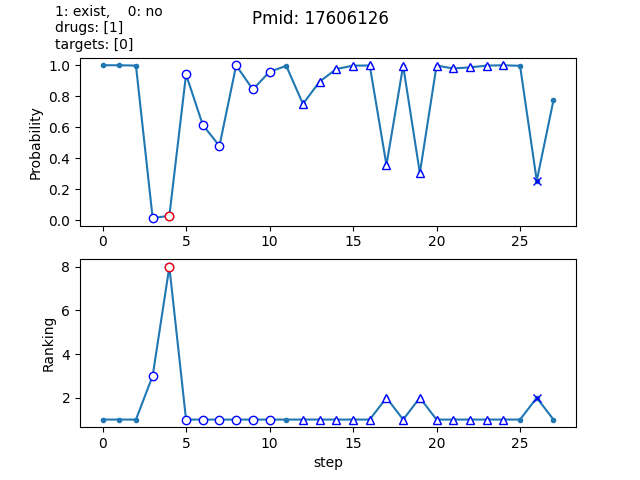 1: exist,    0: no
drugs: [1]
targets: [0]
Pmid: 17606126
Probability
1.0
0.8
0.6
0.4
0.2
0.0
0 5 10 15 20 25
Ranking
8
6
4
2
0 5 10 15 20 25
step